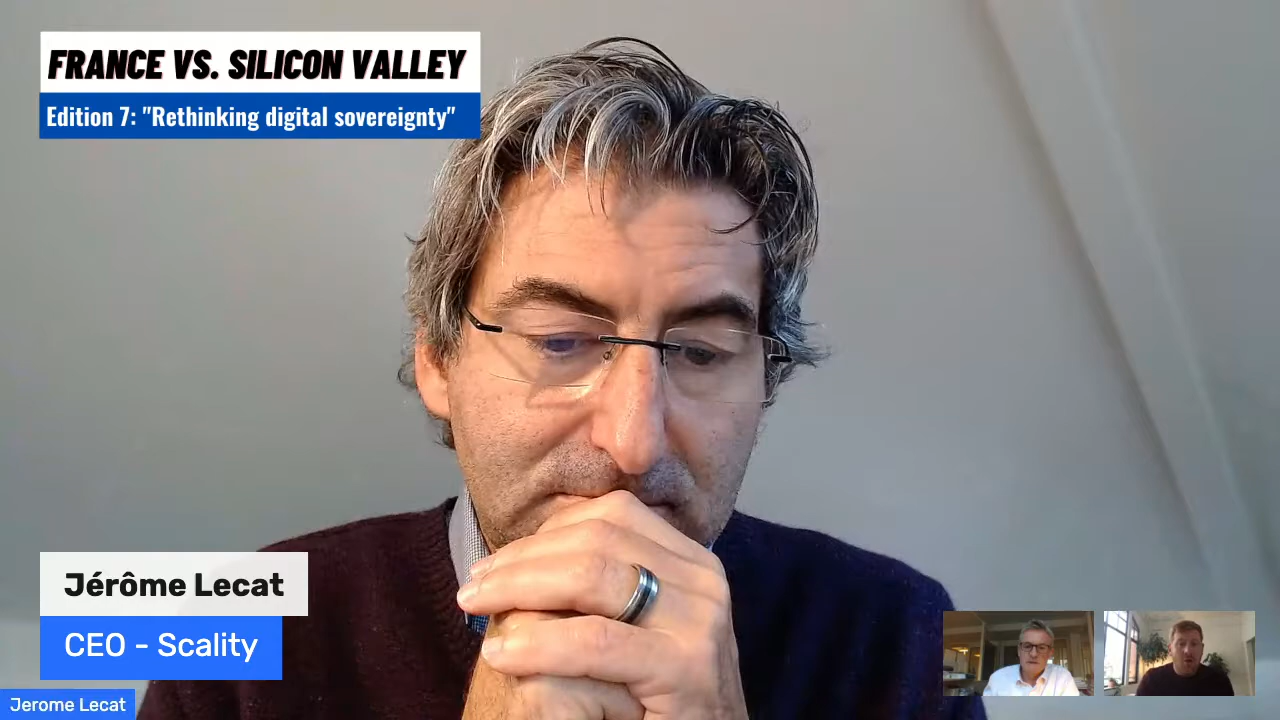 FRANCE VS. SILICON VALLEY
Edition 7: "Rethinking digital sovereignty"
Jérôme Lecat
CEO - Scality
Jerome Lecat